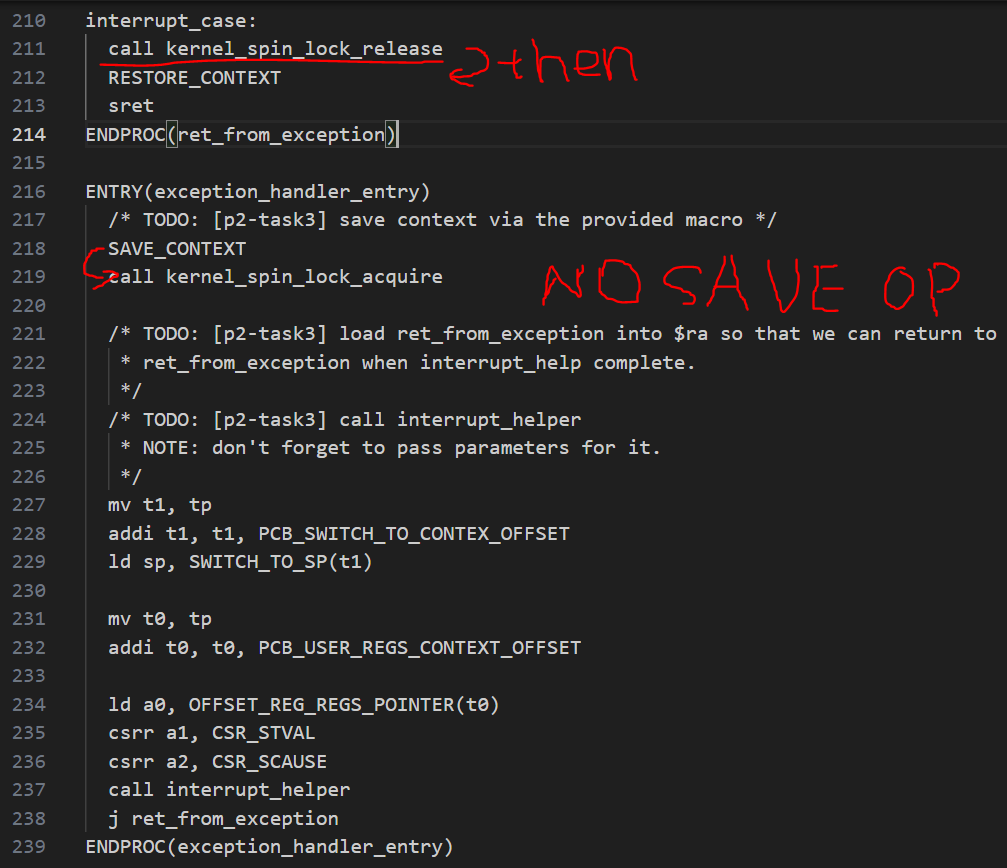 210 interrupt_case:
211 call kernel_spin_lock_release then
212 RESTORE_CONTEXT
213 sret
214 ENDPROC(ret_from_exception)
215
216 ENTRY(exception_handler_entry)
217 /* TODO: [p2-task3] save context via the provided macro */
218 SAVE_CONTEXT
219 call kernel_spin_lock_acquire NO SAVE OP
220
221 /* TODO: [p2-task3] load ret_from_exception into $ra so that we can return to
222 * ret_from_exception when interrupt_help complete.
223 */
224 /* TODO: [p2-task3] call interrupt_helper
225 * NOTE: don't forget to pass parameters for it.
226 */
227 mv t1, tp
228 addi t1, t1, PCB_SWITCH_TO_CONTEX_OFFSET
229 ld sp, SWITCH_TO_SP(t1)
230
231 mv t0, tp
232 addi t0, t0, PCB_USER_REGS_CONTEXT_OFFSET
233
234 ld a0, OFFSET_REG_REGS_POINTER(t0)
235 csrr a1, CSR_STVAL
236 csrr a2, CSR_SCAUSE
237 call interrupt_helper
238 j ret_from_exception
239 ENDPROC(exception_handler_entry)